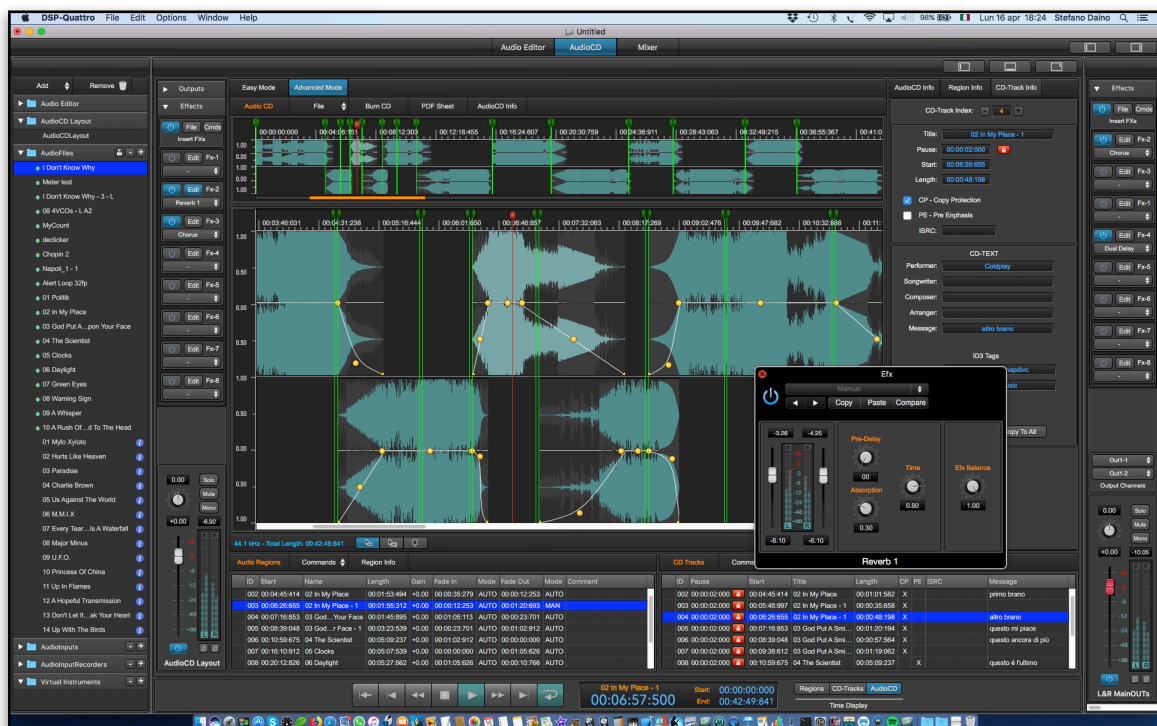 DSP-Quattro File Edit Options Window Help 98% Lun 16 apr 18:24 Stefano Daino
Untitled
Audio Editor AudioCD Mixer
Add Remove
Audio Editor
AudioCD Layout
AudioCDLayout
AudioFiles
I Don't Know Why
Meter test
I Don't Know Why - 3 - L
08 4VCOs - L A2
MyCount
declicker
Chopin 2
Napoli_1 - 1
Alert Loop 32fp
01 Politik
02 In My Place
03 God Put A...pon Your Face
04 The Scientist
05 Clocks
06 Daylight
07 Green Eyes
08 Warning Sign
09 A Whisper
10 A Rush Of...d To The Head
01 Mylo Xyloto
02 Hurts Like Heaven
03 Paradise
04 Charlie Brown
05 Us Against The World
06 M.M.I.X
07 Every Tear...Is A Waterfall
08 Major Minus
09 U.F.O.
10 Princess Of China
11 Up In Flames
12 A Hopeful Transmission
13 Don't Let It...ak Your Heart
14 Up With The Birds
AudioInputs
AudioInputRecorders
Virtual Instruments
Outputs
Effects
File Cmds
Insert FXs
Edit Fx-1
-
Edit Fx-2
Reverb 1
Edit Fx-3
Chorus
Edit Fx-4
-
Edit Fx-5
-
Edit Fx-6
-
Edit Fx-7
-
Edit Fx-8
-
0.00 Solo
Mute
Mono
+0.00 -6.92
L R
AudioCD Layout
Easy Mode Advanced Mode
Audio CD File Burn CD PDF Sheet AudioCD Info
00:00:00:000 00:04:06:151 00:08:12:303 00:12:18:455 00:16:24:607 00:20:30:759 00:24:36:911 00:28:43:063 00:32:49:215 00:36:55:367 00:41:0
1.00
0.00
1.00
0.00
1.00
00:03:46:031 00:04:31:238 00:05:16:444 00:06:01:650 00:06:46:857 00:07:32:063 00:08:17:269 00:09:02:476 00:09:47:682 00:10:32:888 00:11:
1.00
0.50
0.00
0.50
1.00
0.50
0.00
0.50
1.00
44.1 kHz - Total Length: 00:42:49:841
Audio Regions Commands Region Info
ID Start Name Length Gain Fade In Mode Fade Out Mode Comment
002 00:04:45:414 02 In My Place 00:01:53:494 +0.00 00:00:35:279 AUTO 00:00:12:253 AUTO
003 00:06:26:655 02 In My Place - 1 00:01:55:312 +0.00 00:00:12:253 AUTO 00:01:20:693 MAN
004 00:07:16:853 03 God...Your Face 00:01:45:895 +0.00 00:01:05:113 AUTO 00:00:23:701 AUTO
005 00:08:39:048 03 God...r Face - 1 00:03:23:539 +0.00 00:00:23:701 AUTO 00:01:02:912 AUTO
006 00:10:59:675 04 The Scientist 00:05:09:237 +0.00 00:01:02:912 AUTO 00:00:00:000 AUTO
007 00:16:10:912 05 Clocks 00:05:07:539 +0.00 00:00:00:000 AUTO 00:01:05:626 AUTO
008 00:20:12:826 06 Daylight 00:05:27:862 +0.00 00:01:05:626 AUTO 00:00:10:766 AUTO
CD Tracks Comma
ID Pause Start Title Length CP PE ISRC Message
002 00:00:02:000 00:04:45:414 02 In My Place 00:01:01:582 X primo brano
003 00:00:02:000 00:05:48:997 02 In My Place - 1 00:00:35:658 X
004 00:00:02:000 00:06:26:655 02 In My Place - 1 00:00:48:198 X altro brano
005 00:00:02:000 00:07:16:853 03 God Put A Smi... 00:01:20:194 X questo mi piace
006 00:00:02:000 00:08:39:048 03 God Put A Smi... 00:00:57:564 X questo ancora di più
007 00:00:02:000 00:09:38:612 03 God Put A Smi... 00:01:19:062 X
008 00:00:02:000 00:10:59:675 04 The Scientist 00:05:09:237 X questo é l'ultimo
02 In My Place - 1
00:06:57:500
Start: 00:00:00:000
End: 00:42:49:841
Regions CD-Tracks AudioCD
Time Display
AudioCD Info Region Info CD-Track Info
CD-Track Index: - 4 +
Title: 02 In My Place - 1
Pause: 00:00:02:000
Start: 00:06:26:655
Length: 00:00:48:198
CP - Copy Protection
PE - Pre Enphasis
ISRC:
CD-TEXT
Performer: Coldplay
Songwriter:
Composer:
Arranger:
Message: altro brano
ID3 Tags
opy To All
Efx
Manual
Copy Paste Compare
-3.26 -4.25
L R
-6.10 -6.10
Pre-Delay
00
Absorption
0.30
Time
0.80
Efx Balance
1.00
Reverb 1
Effects
File Cmds
Insert FXs
Edit Fx-2
Chorus
Edit Fx-3
-
Edit Fx-1
-
Edit Fx-4
Dual Delay
Edit Fx-5
-
Edit Fx-6
-
Edit Fx-7
-
Edit Fx-8
-
Out1-1
Out1-2
Output Channels
0.00 Solo
Mute
Mono
+0.00 -10.05
L R
L&R MainOUTs